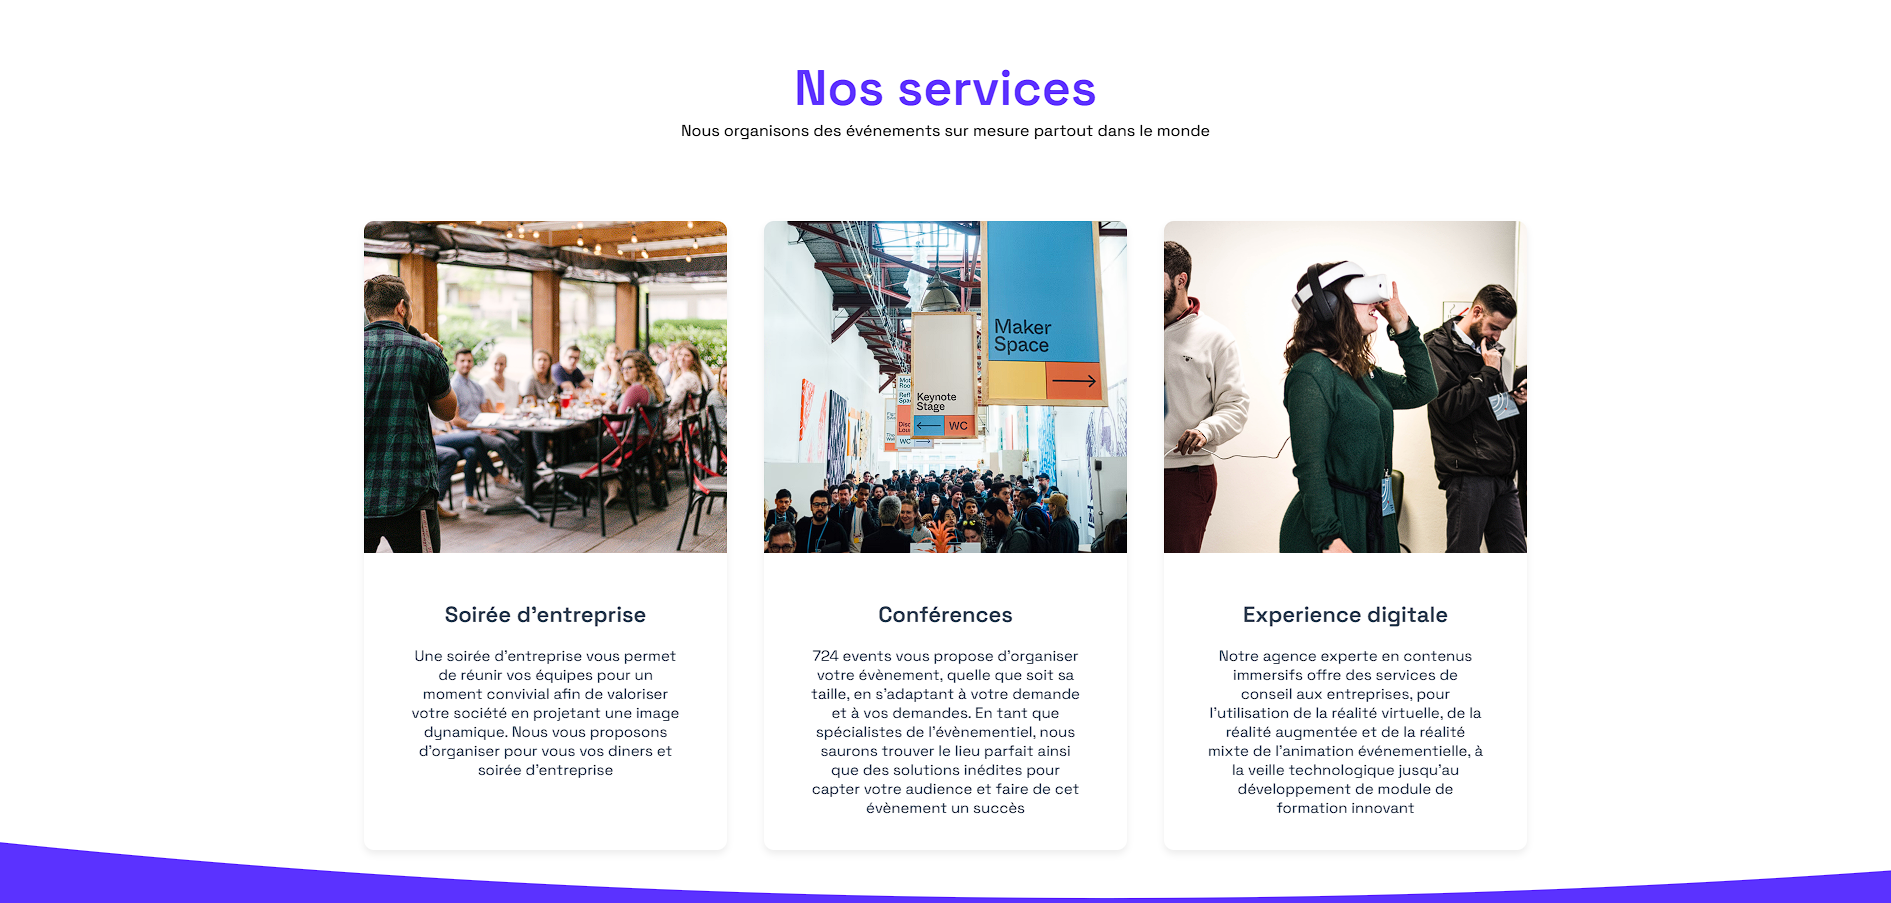 Nos services
Nous organisons des événements sur mesure partout dans le monde
Maker
Space
Keynote
Stage
WC
WC
Soirée d'entreprise
Une soirée d'entreprise vous permet
de réunir vos équipes pour un
moment convivial afin de valoriser
votre société en projetant une image
dynamique. Nous vous proposons
d'organiser pour vous vos diners et
soirée d'entreprise
Conférences
724 events vous propose d'organiser
votre évènement, quelle que soit sa
taille, en s'adaptant à votre demande
et à vos demandes. En tant que
spécialistes de l'évènementiel, nous
saurons trouver le lieu parfait ainsi
que des solutions inédites pour
capter votre audience et faire de cet
évènement un succès
Experience digitale
Notre agence experte en contenus
immersifs offre des services de
conseil aux entreprises, pour
l'utilisation de la réalité virtuelle, de la
réalité augmentée et de la réalité
mixte de l'animation événementielle, à
la veille technologique jusqu'au
développement de module de
formation innovant